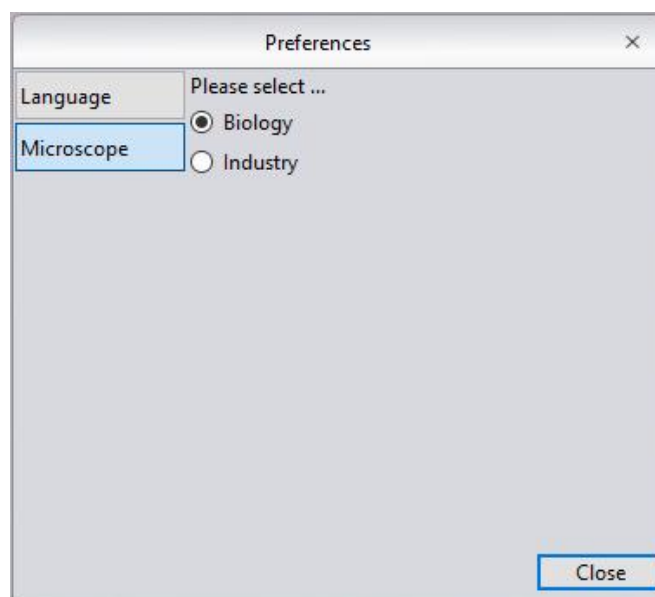 Preferences
Language
Microscope
Please select ...
Biology
Industry
Close